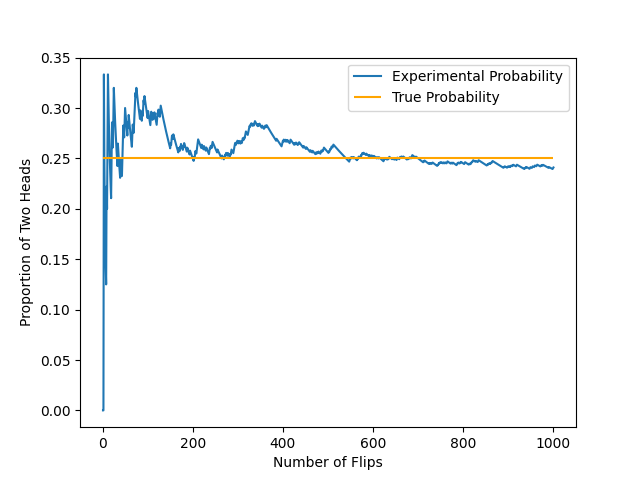 0.35
0.30
0.25
0.20
0.15
0.10
0.05
0.00
Proportion of Two Heads
Experimental Probability
True Probability
0 200 400 600 800 1000
Number of Flips